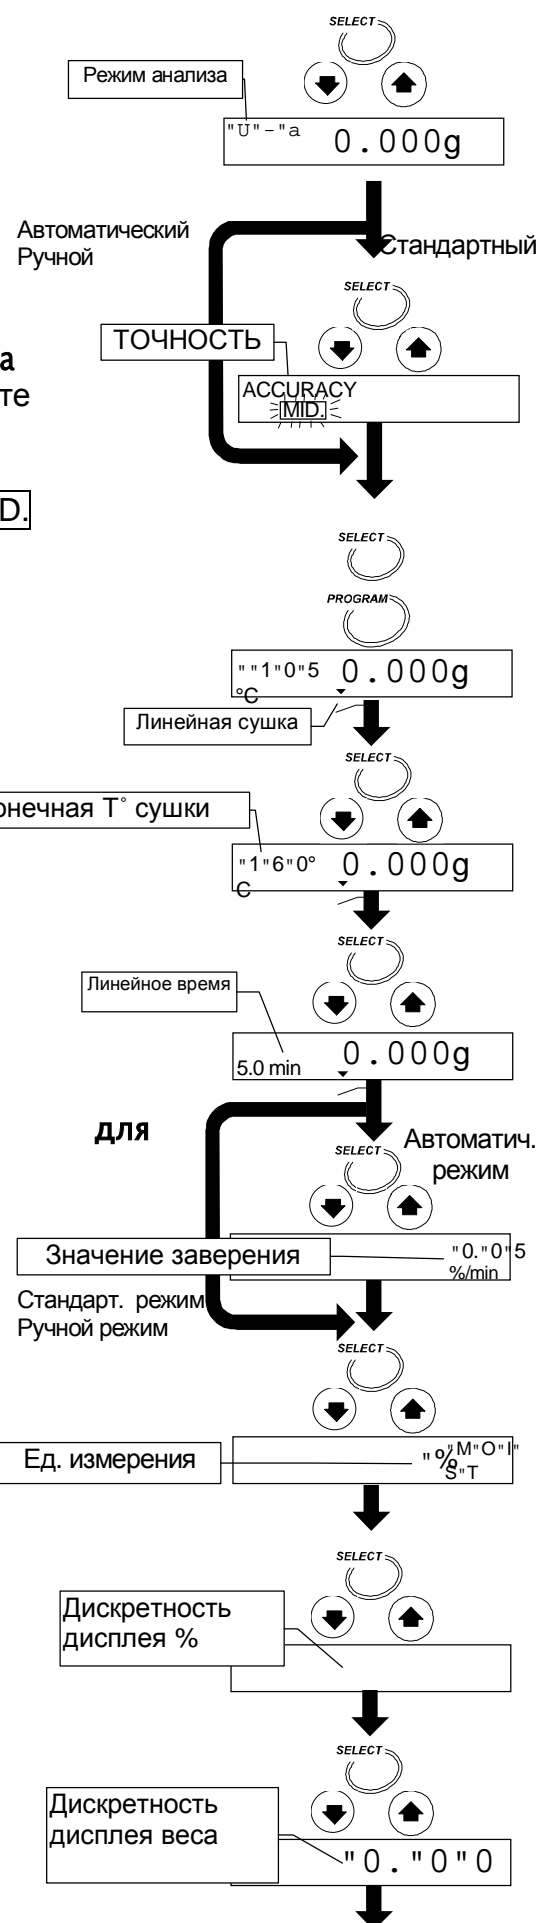 SELECT
Режим анализа
"U"-"a 0.000g
Автоматический
Ручной
Стандартный
SELECT
ТОЧНОСТЬ
а
те
ACCURACY
MID.
D.
SELECT
PROGRAM
""1"0"5 0.000g
°C
Линейная сушка
SELECT
онечная Т° сушки
"1"6"0° 0.000g
C
SELECT
Линейное время
5.0 min 0.000g
для
Автоматич.
режим
SELECT
Значение заверения
"0."0"5
%/min
Стандарт. режим
Ручной режим
SELECT
Ед. измерения
"%"M"O"I"
S"T
SELECT
Дискретность
дисплея %
SELECT
Дискретность
дисплея веса
"0."0"0